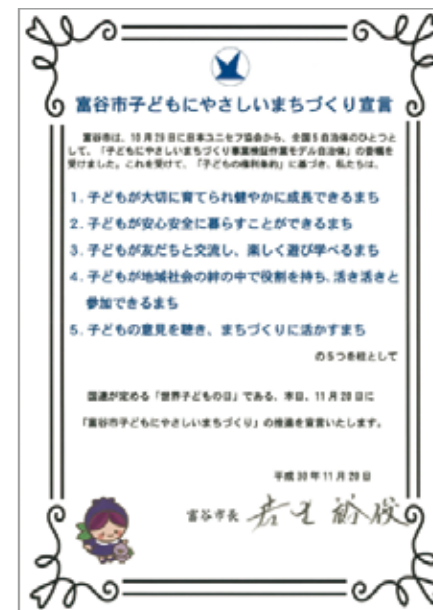 富谷市子どもにやさしいまちづくり宣言
富谷市は、10月29日に日本ユニセフ協会から、全国5自治体のひとつと
して、「子どもにやさしいまちづくり事業検証作業モデル自治体」の委嘱を
受けました。これを受けて、「子どもの権利条約」に基づき、私たちは、
1.子どもが大切に育てられ健やかに成長できるまち
2.子どもが安心安全に暮らすことができるまち
3.子どもが友だちと交流し、楽しく遊び学べるまち
4.子どもが地域社会の絆の中で役割を持ち、活き活きと
参加できるまち
5.子どもの意見を聴き、まちづくりに活かすまち
の5つを柱として
国連が定める「世界子どもの日」である、本日、11月20日に
「富谷市子どもにやさしいまちづくり」の推進を宣言いたします。
平成30年11月20日
富谷市長 若生 裕俊